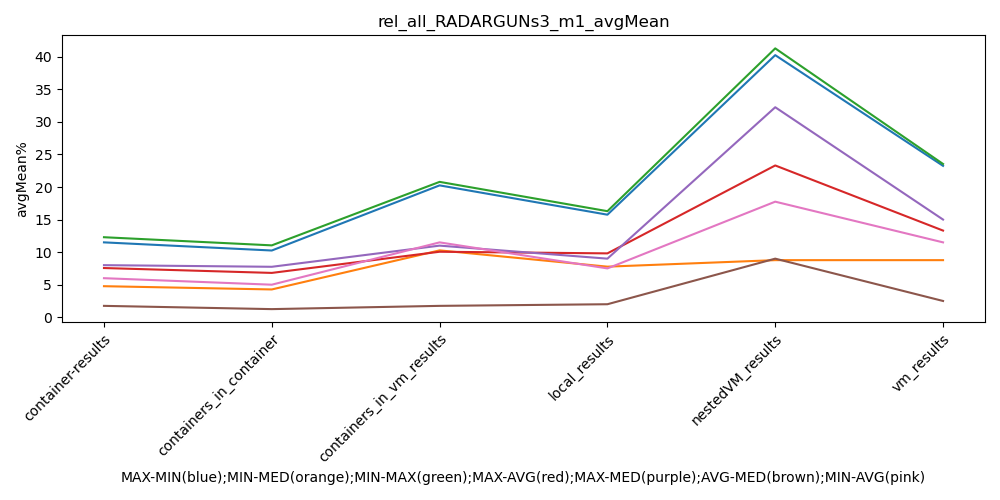 rel_all_RADARGUNs3_m1_avgMean
avgMean%
40
35
30
25
20
15
10
5
0
container-results
containers_in_container
containers_in_vm_results
local_results
nestedVM_results
vm_results
MAX-MIN(blue);MIN-MED(orange);MIN-MAX(green);MAX-AVG(red);MAX-MED(purple);AVG-MED(brown);MIN-AVG(pink)